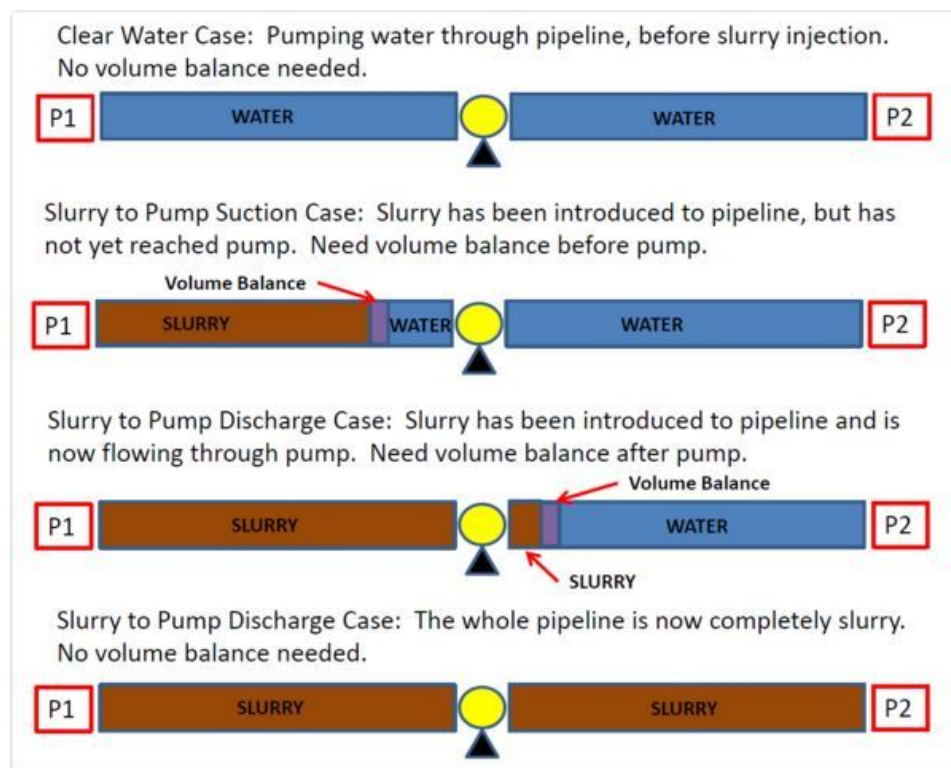 Clear Water Case: Pumping water through pipeline, before slurry injection.
No volume balance needed.
P1 WATER WATER P2
Slurry to Pump Suction Case: Slurry has been introduced to pipeline, but has
not yet reached pump. Need volume balance before pump.
Volume Balance
P1 SLURRY WATER WATER P2
Slurry to Pump Discharge Case: Slurry has been introduced to pipeline and is
now flowing through pump. Need volume balance after pump.
Volume Balance
P1 SLURRY WATER P2
SLURRY
Slurry to Pump Discharge Case: The whole pipeline is now completely slurry.
No volume balance needed.
P1 SLURRY SLURRY P2